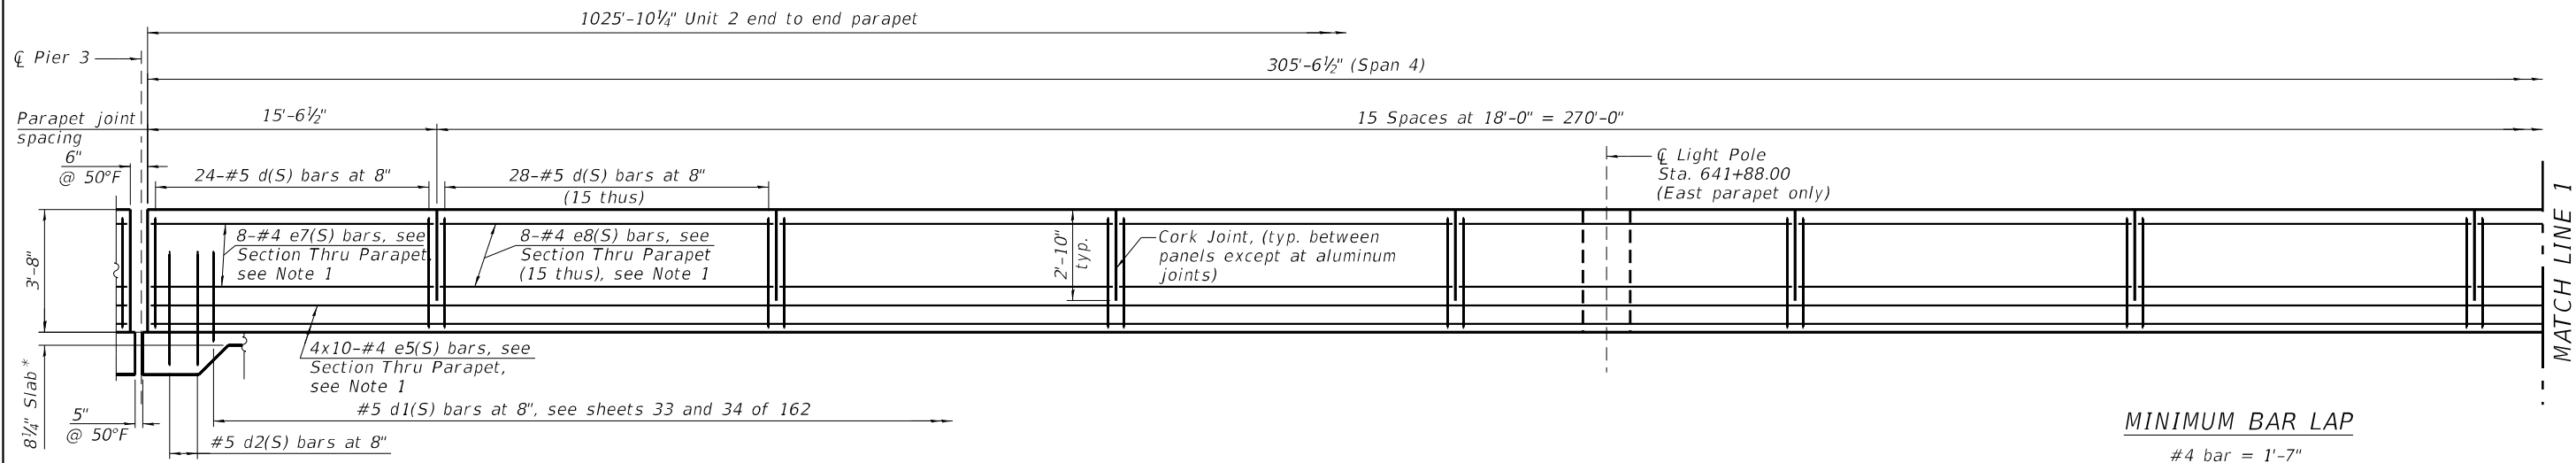 1025'-10¼" Unit 2 end to end parapet
℄ Pier 3
305'-6½" (Span 4)
Parapet joint
spacing
15'-6½"
15 Spaces at 18'-0" = 270'-0"
6"
@ 50°F
24-#5 d(S) bars at 8"
28-#5 d(S) bars at 8"
(15 thus)
℄ Light Pole
Sta. 641+88.00
(East parapet only)
3'-8"
8-#4 e7(S) bars, see
Section Thru Parapet,
see Note 1
8-#4 e8(S) bars, see
Section Thru Parapet
(15 thus), see Note 1
2'-10"
typ.
Cork Joint, (typ. between
panels except at aluminum
joints)
MATCH LINE 1
4x10-#4 e5(S) bars, see
Section Thru Parapet,
see Note 1
8¼" Slab*
5"
@ 50°F
#5 d1(S) bars at 8", see sheets 33 and 34 of 162
#5 d2(S) bars at 8"
MINIMUM BAR LAP
#4 bar = 1'-7"